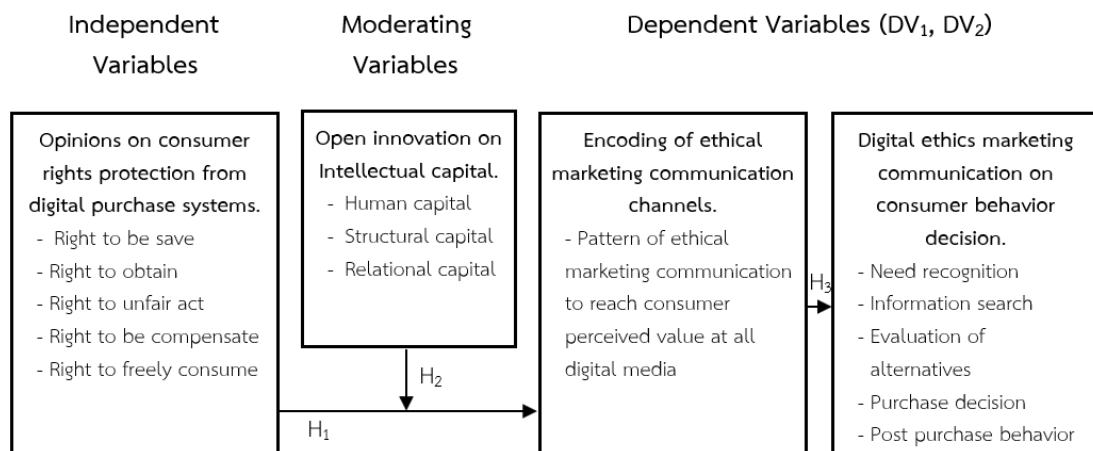 Independent
Variables
Moderating
Variables
Dependent Variables (DV₁, DV₂)
Opinions on consumer
rights protection from
digital purchase systems.
- Right to be save
- Right to obtain
- Right to unfair act
- Right to be compensate
- Right to freely consume
Open innovation on
Intellectual capital.
- Human capital
- Structural capital
- Relational capital
H₂
H₁
Encoding of ethical
marketing communication
channels.
- Pattern of ethical
marketing communication
to reach consumer
perceived value at all
digital media
H₃
Digital ethics marketing
communication on
consumer behavior
decision.
- Need recognition
- Information search
- Evaluation of
alternatives
- Purchase decision
- Post purchase behavior